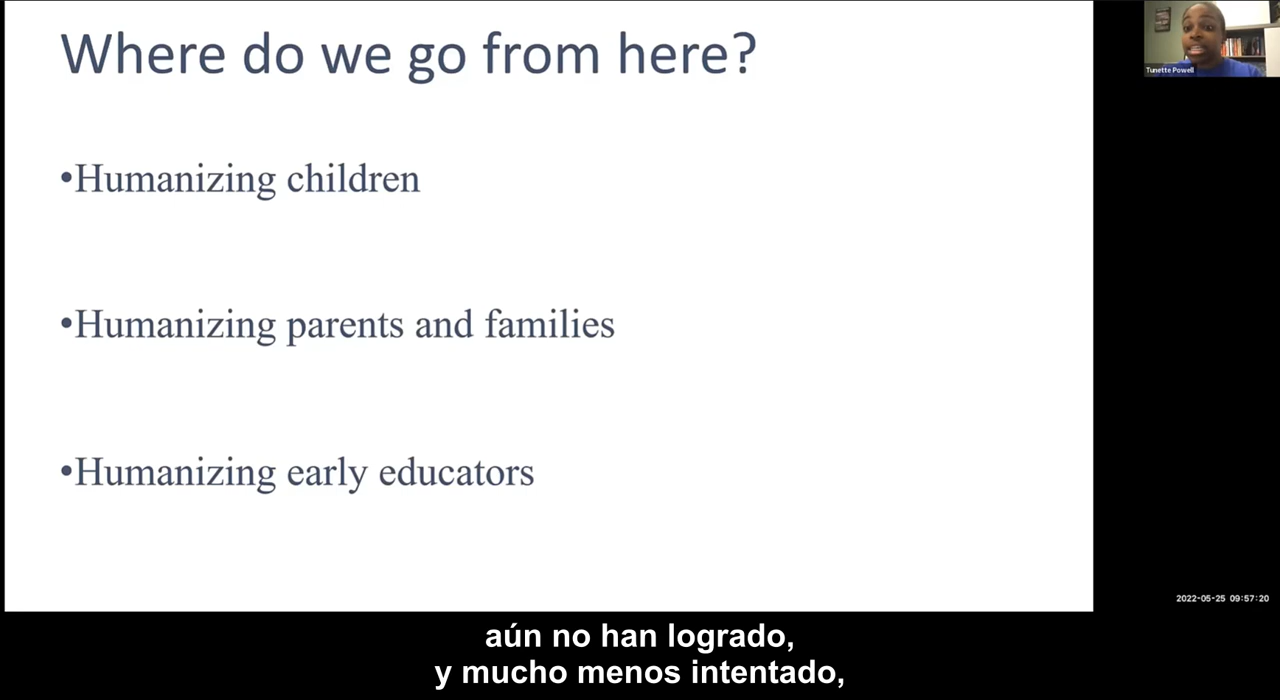 Where do we go from here?
•Humanizing children
•Humanizing parents and families
•Humanizing early educators
Tunette Powell
2022-05-25 09:57:20
aún no han logrado,
y mucho menos intentado,